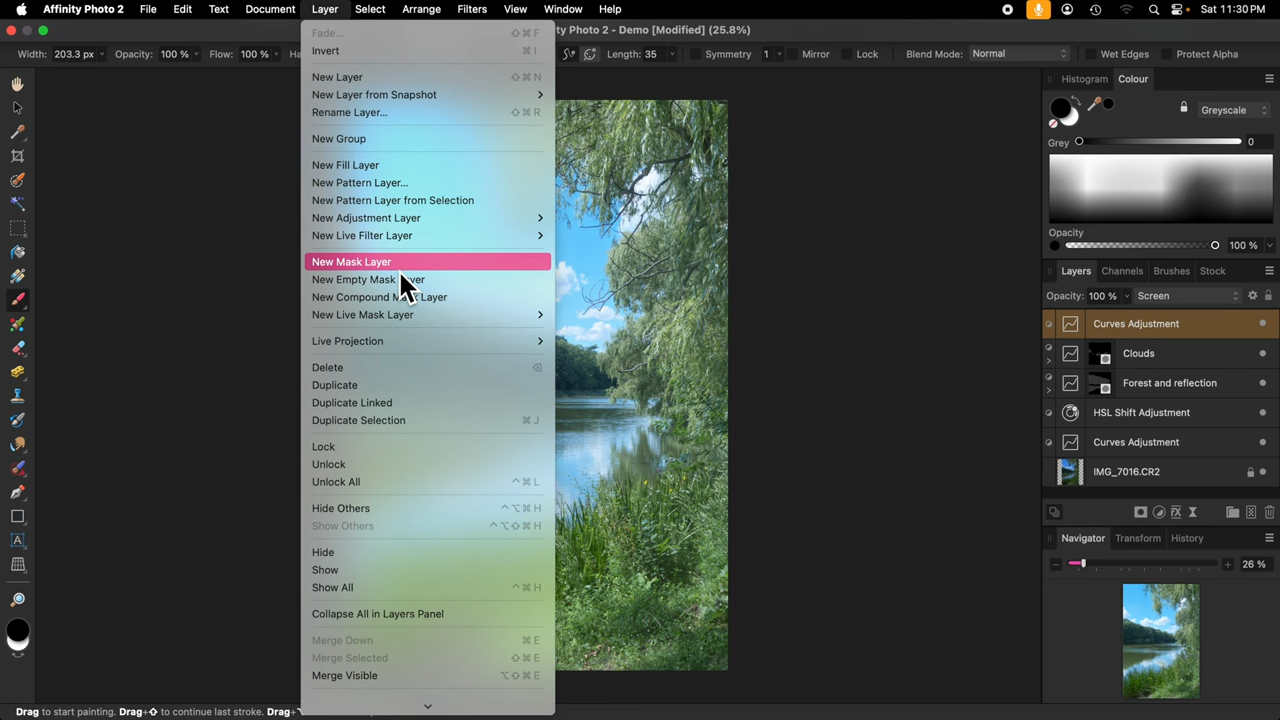 Affinity Photo 2 File Edit Text Document Layer Select Arrange Filters View Window Help Sat 11:30 PM
ty Photo 2 - Demo [Modified] (25.8%)
Width: 203.3 px Opacity: 100 % Flow: 100 % Ha Length: 35 Symmetry 1 Mirror Lock Blend Mode: Normal Wet Edges Protect Alpha
Fade... ⇧⌘F
Invert ⌘I
New Layer ⇧⌘N
New Layer from Snapshot
Rename Layer... ⇧⌘R
New Group
New Fill Layer
New Pattern Layer...
New Pattern Layer from Selection
New Adjustment Layer
New Live Filter Layer
New Mask Layer
New Empty Mask
New Compound Layer
New Live Mask Layer
Live Projection
Delete ⌫
Duplicate
Duplicate Linked
Duplicate Selection ⌘J
Lock
Unlock
Unlock All ^⌘L
Hide Others ^⌥⌘H
Show Others ^⌥⇧⌘H
Hide
Show
Show All ^⌘H
Collapse All in Layers Panel
Merge Down ⌘E
Merge Selected ⇧⌘E
Merge Visible ⌥⇧⌘E
Histogram Colour
Greyscale
Grey 0
Opacity
100 %
Layers Channels Brushes Stock
Opacity: 100 % Screen
Curves Adjustment
Clouds
Forest and reflection
HSL Shift Adjustment
Curves Adjustment
IMG_7016.CR2
Navigator Transform History
26 %
Drag to start painting. Drag+⇧ to continue last stroke. Drag+⌥